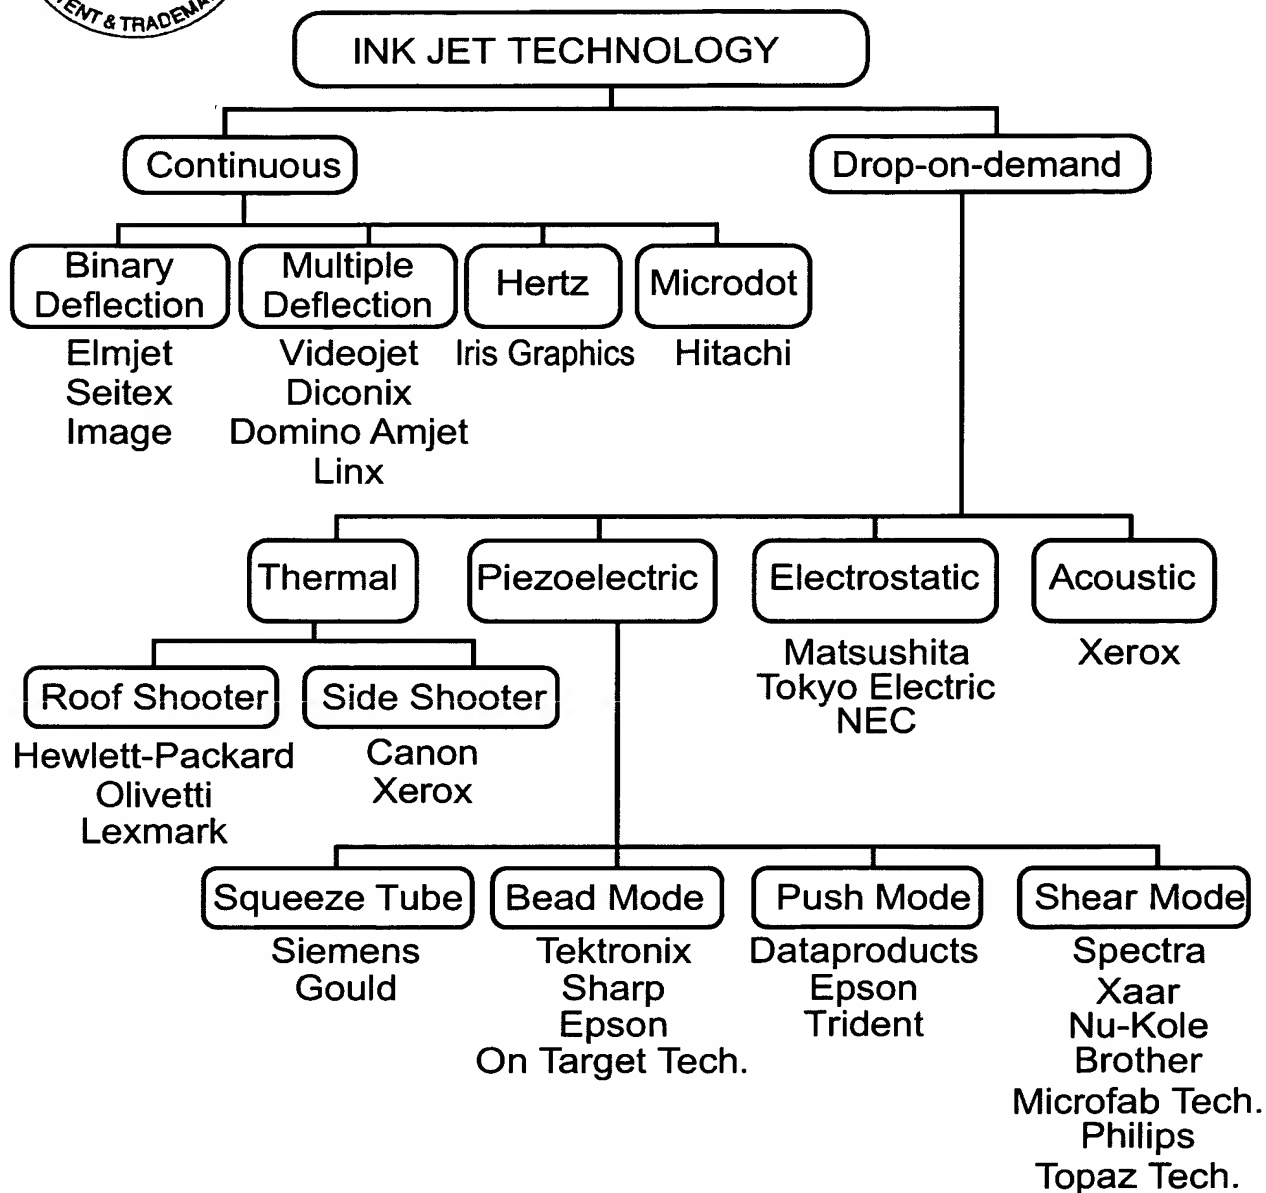 ENT & TRADEMA
INK JET TECHNOLOGY
Continuous
Drop-on-demand
Binary
Deflection
Multiple
Deflection
Hertz
Microdot
Elmjet
Seitex
Image
Videojet
Diconix
Domino Amjet
Linx
Iris Graphics
Hitachi
Thermal
Piezoelectric
Electrostatic
Acoustic
Matsushita
Tokyo Electric
NEC
Xerox
Roof Shooter
Side Shooter
Hewlett-Packard
Olivetti
Lexmark
Canon
Xerox
Squeeze Tube
Bead Mode
Push Mode
Shear Mode
Siemens
Gould
Tektronix
Sharp
Epson
On Target Tech.
Dataproducts
Epson
Trident
Spectra
Xaar
Nu-Kole
Brother
Microfab Tech.
Philips
Topaz Tech.